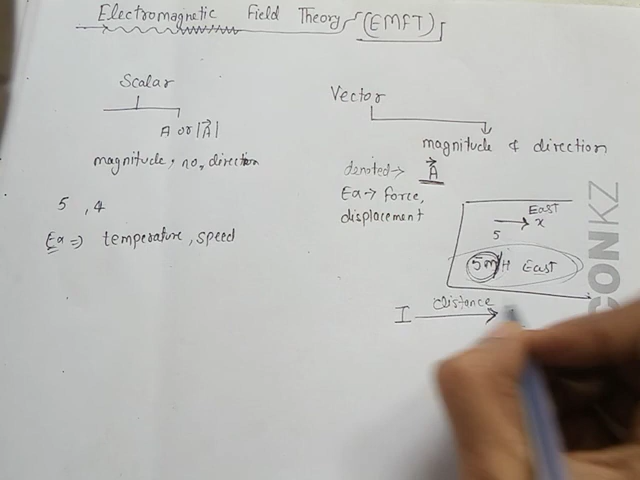 Electromagnetic Field Theory (EMFT)
Scalar
A or |A⃗|
magnitude, no, direction
5 , 4
Ex ⇒ temperature, speed
Vector
magnitude & direction
denoted→ A⃗
Ex → force,
displacement
East
x
5
5m East
distance
I
CONKZ